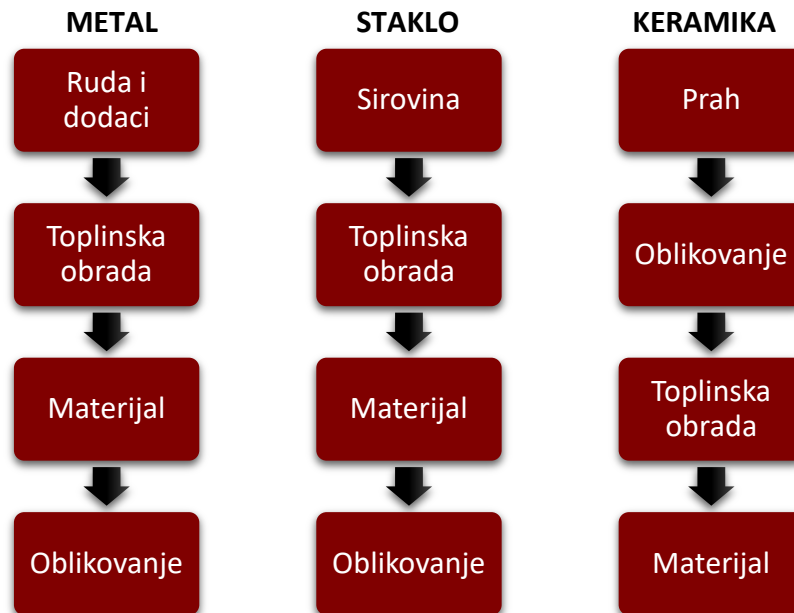 METAL
Ruda i
dodaci
Toplinska
obrada
Materijal
Oblikovanje
STAKLO
Sirovina
Toplinska
obrada
Materijal
Oblikovanje
KERAMIKA
Prah
Oblikovanje
Toplinska
obrada
Materijal